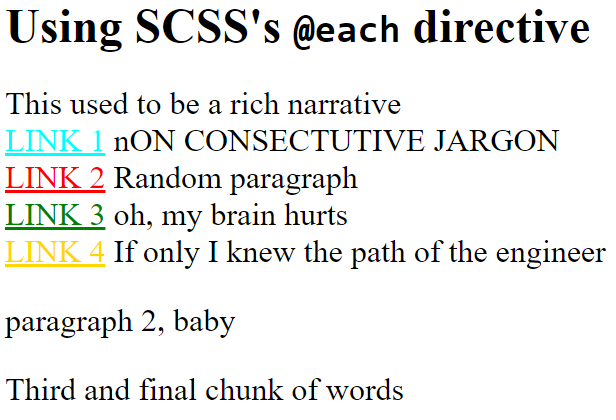 Using SCSS's @each directive
This used to be a rich narrative
LINK 1 nON CONSECTUTIVE JARGON
LINK 2 Random paragraph
LINK 3 oh, my brain hurts
LINK 4 If only I knew the path of the engineer
paragraph 2, baby
Third and final chunk of words